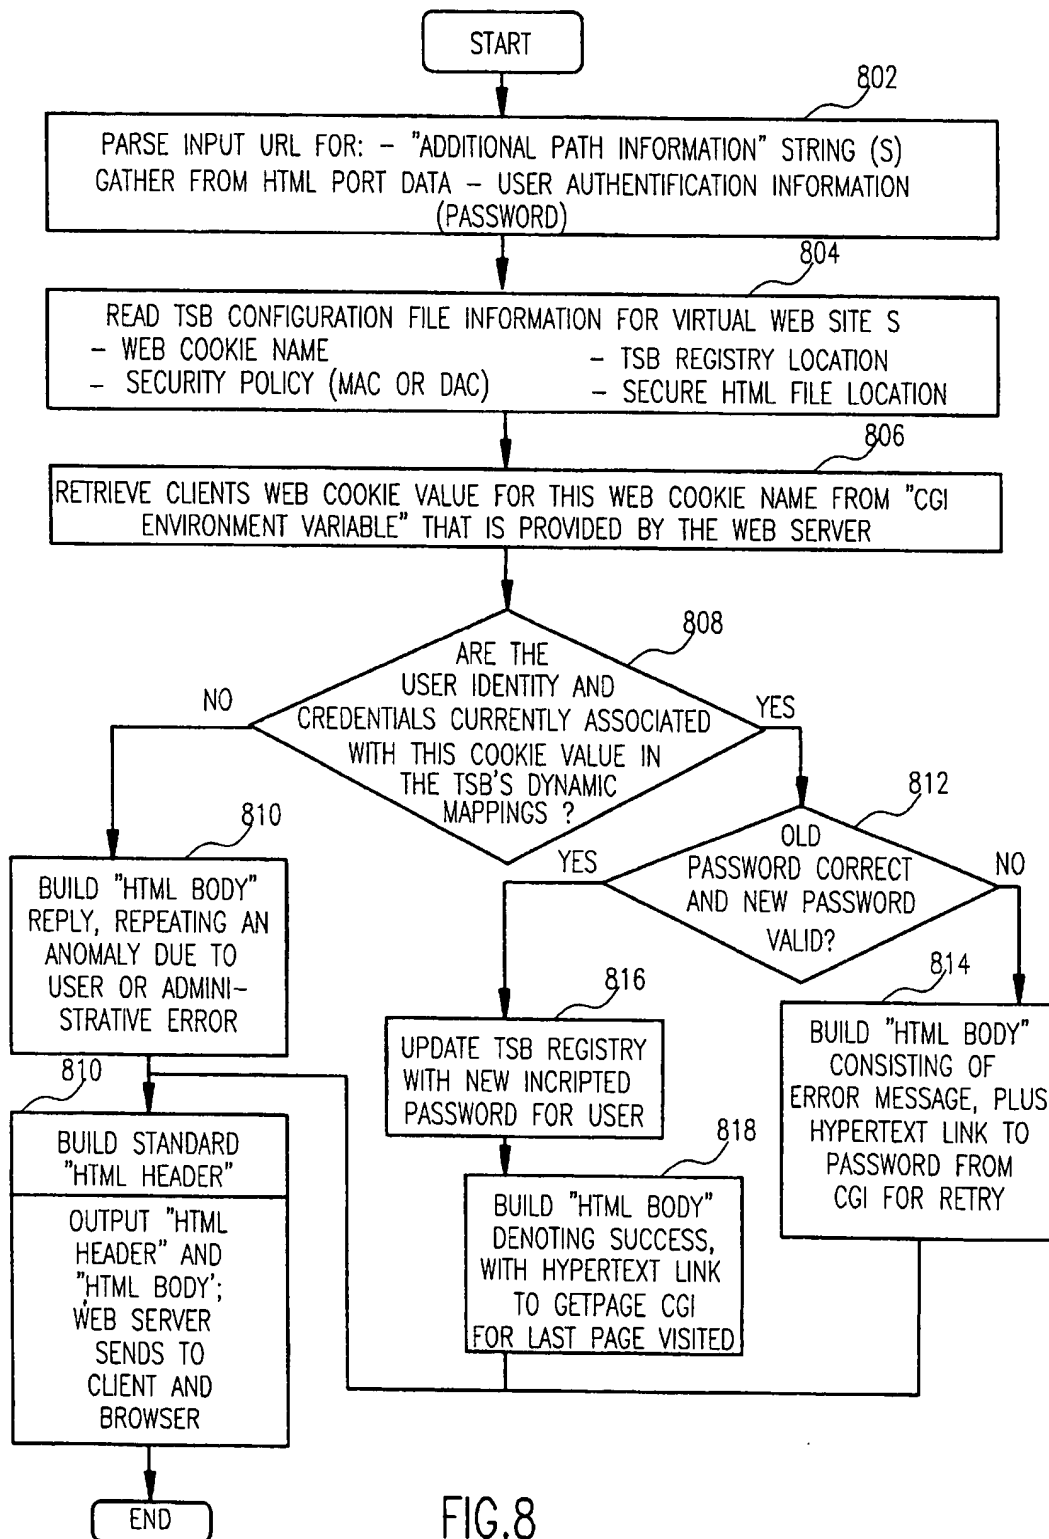 START
802
PARSE INPUT URL FOR: – "ADDITIONAL PATH INFORMATION" STRING (S)
GATHER FROM HTML PORT DATA – USER AUTHENTIFICATION INFORMATION
(PASSWORD)
804
READ TSB CONFIGURATION FILE INFORMATION FOR VIRTUAL WEB SITE S
– WEB COOKIE NAME
– TSB REGISTRY LOCATION
– SECURITY POLICY (MAC OR DAC)
– SECURE HTML FILE LOCATION
806
RETRIEVE CLIENTS WEB COOKIE VALUE FOR THIS WEB COOKIE NAME FROM "CGI
ENVIRONMENT VARIABLE" THAT IS PROVIDED BY THE WEB SERVER
808
ARE THE
USER IDENTITY AND
CREDENTIALS CURRENTLY ASSOCIATED
WITH THIS COOKIE VALUE IN
THE TSB'S DYNAMIC
MAPPINGS ?
NO
YES
810
BUILD "HTML BODY"
REPLY, REPEATING AN
ANOMALY DUE TO
USER OR ADMINI–
STRATIVE ERROR
812
OLD
PASSWORD CORRECT
AND NEW PASSWORD
VALID?
YES
NO
816
UPDATE TSB REGISTRY
WITH NEW INCRIPTED
PASSWORD FOR USER
814
BUILD "HTML BODY"
CONSISTING OF
ERROR MESSAGE, PLUS
HYPERTEXT LINK TO
PASSWORD FROM
CGI FOR RETRY
818
BUILD "HTML BODY"
DENOTING SUCCESS,
WITH HYPERTEXT LINK
TO GETPAGE CGI
FOR LAST PAGE VISITED
810
BUILD STANDARD
"HTML HEADER"
OUTPUT "HTML
HEADER" AND
"HTML BODY';
WEB SERVER
SENDS TO
CLIENT AND
BROWSER
END
FIG.8